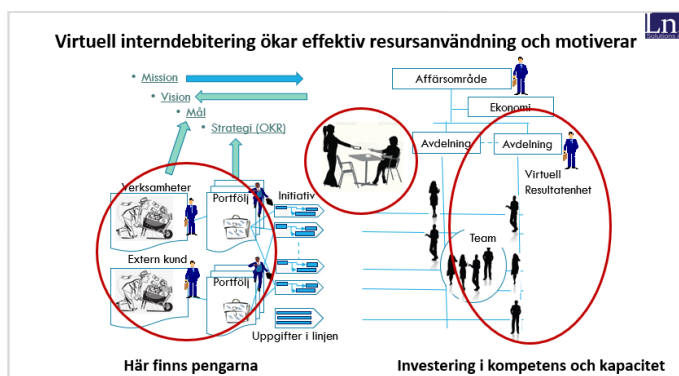 Ln
Solutions
Virtuell interndebitering ökar effektiv resursanvändning och motiverar
• Mission
• Vision
• Mål
• Strategi (OKR)
Affärsområde
Ekonomi
Avdelning
Avdelning
Virtuell
Resultatenhet
Verksamheter
Portfölj
Initiativ
Team
Extern kund
Portfölj
Uppgifter i linjen
Här finns pengarna
Investering i kompetens och kapacitet